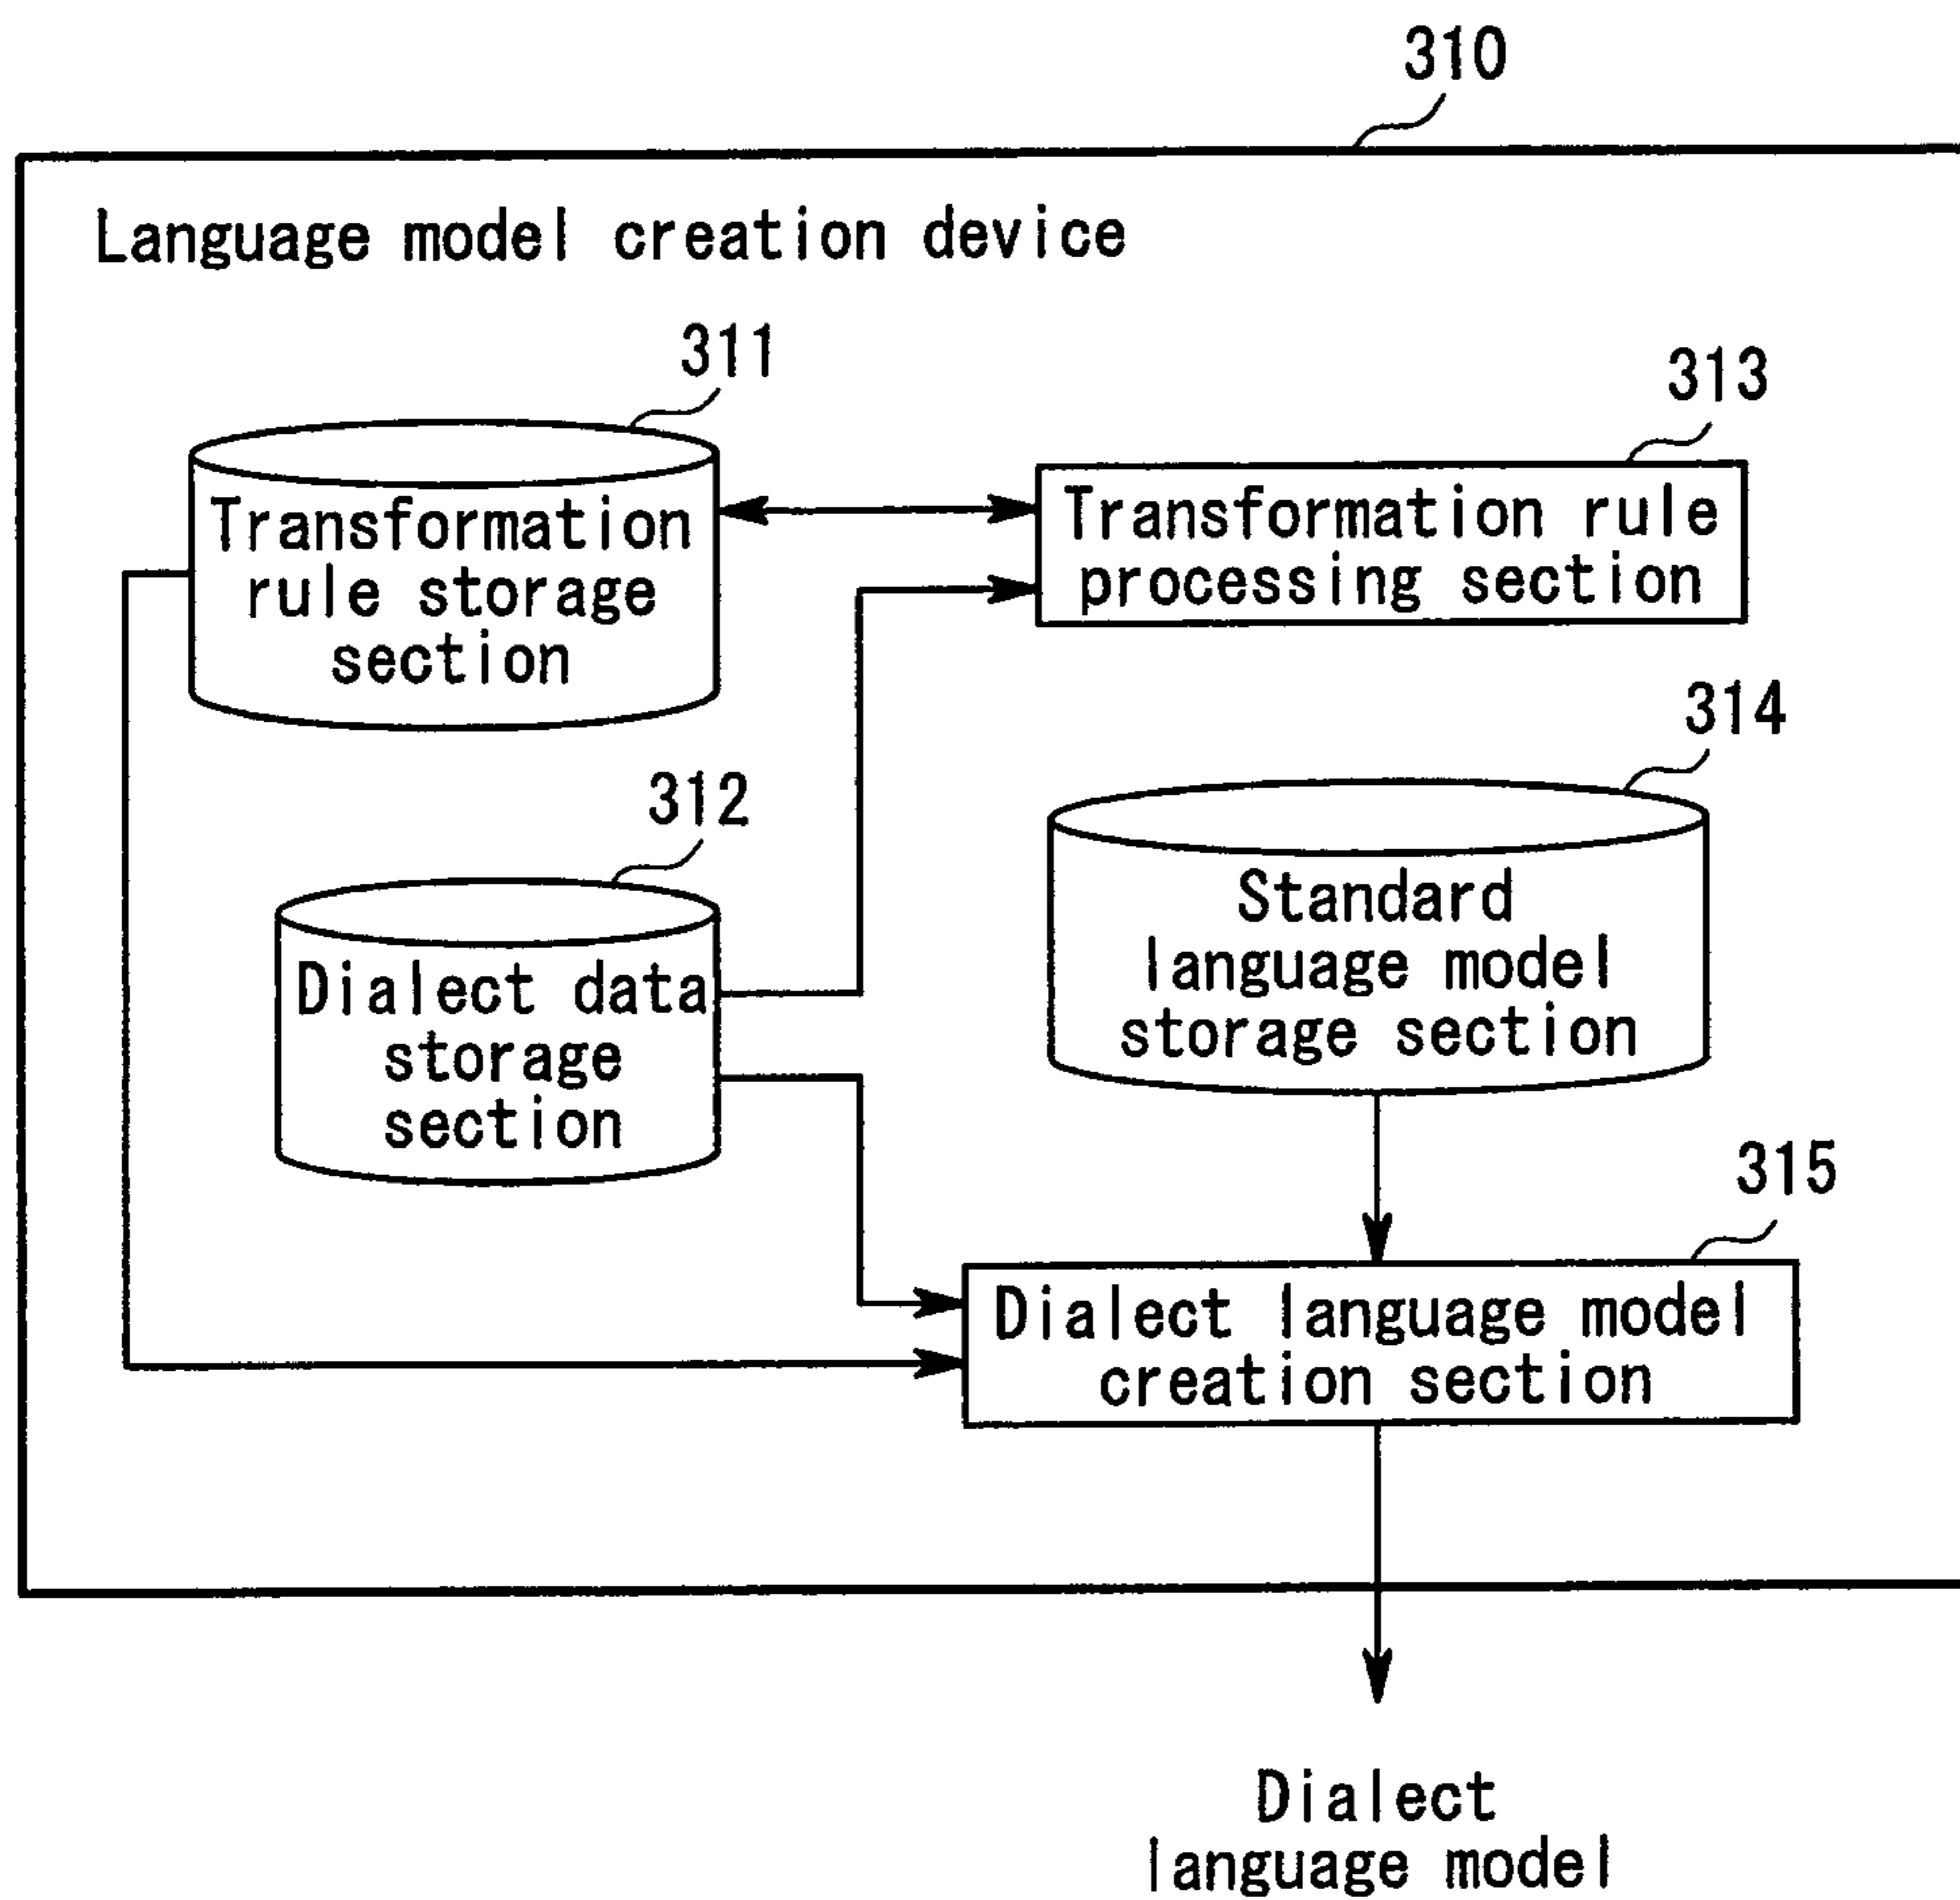 310
Language model creation device
311
313
Transformation
rule storage
section
Transformation rule
processing section
314
312
Standard
language model
storage section
Dialect data
storage
section
315
Dialect language model
creation section
Dialect
language model